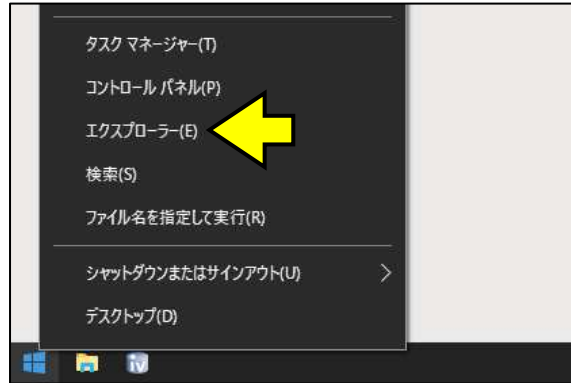 タスク マネージャー(T)
コントロール パネル(P)
エクスプローラー(E)
検索(S)
ファイル名を指定して実行(R)
シャットダウンまたはサインアウト(U)
デスクトップ(D)
iv